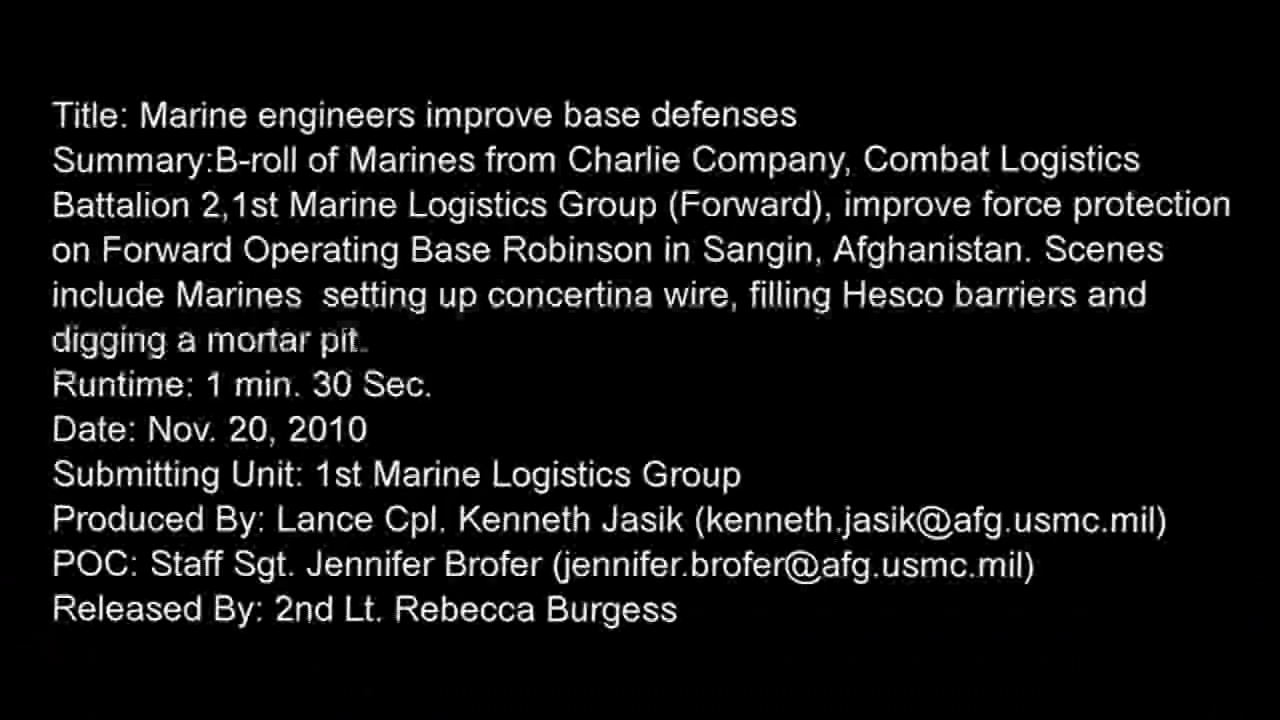 Title: Marine engineers improve base defenses
Summary:B-roll of Marines from Charlie Company, Combat Logistics
Battalion 2,1st Marine Logistics Group (Forward), improve force protection
on Forward Operating Base Robinson in Sangin, Afghanistan. Scenes
include Marines  setting up concertina wire, filling Hesco barriers and
digging a mortar pit.
Runtime: 1 min. 30 Sec.
Date: Nov. 20, 2010
Submitting Unit: 1st Marine Logistics Group
Produced By: Lance Cpl. Kenneth Jasik (kenneth.jasik@afg.usmc.mil)
POC: Staff Sgt. Jennifer Brofer (jennifer.brofer@afg.usmc.mil)
Released By: 2nd Lt. Rebecca Burgess